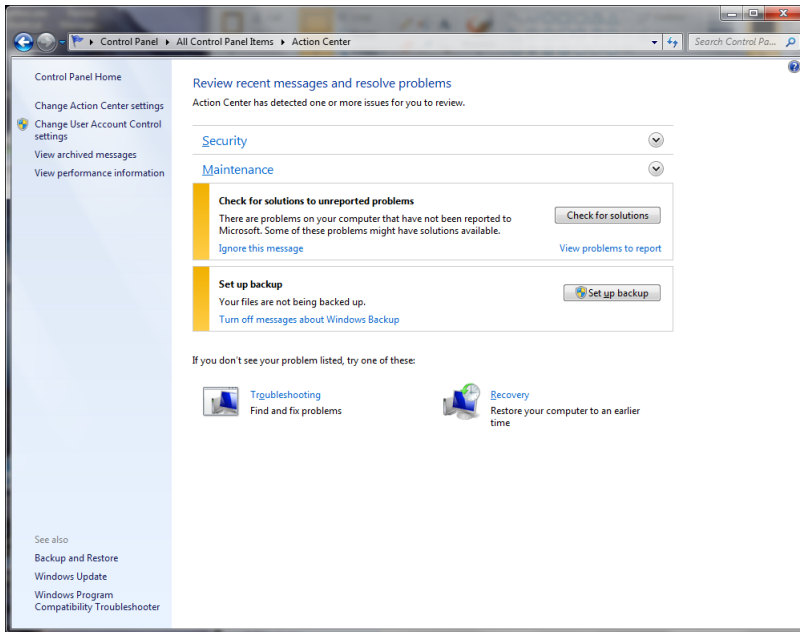 Control Panel ▸ All Control Panel Items ▸ Action Center
Search Control Pa...
Control Panel Home
Change Action Center settings
Change User Account Control
settings
View archived messages
View performance information
Review recent messages and resolve problems
Action Center has detected one or more issues for you to review.
Security
Maintenance
Check for solutions to unreported problems
There are problems on your computer that have not been reported to
Microsoft. Some of these problems might have solutions available.
Check for solutions
Ignore this message
View problems to report
Set up backup
Your files are not being backed up.
Set up backup
Turn off messages about Windows Backup
If you don't see your problem listed, try one of these:
Troubleshooting
Find and fix problems
Recovery
Restore your computer to an earlier
time
See also
Backup and Restore
Windows Update
Windows Program
Compatibility Troubleshooter